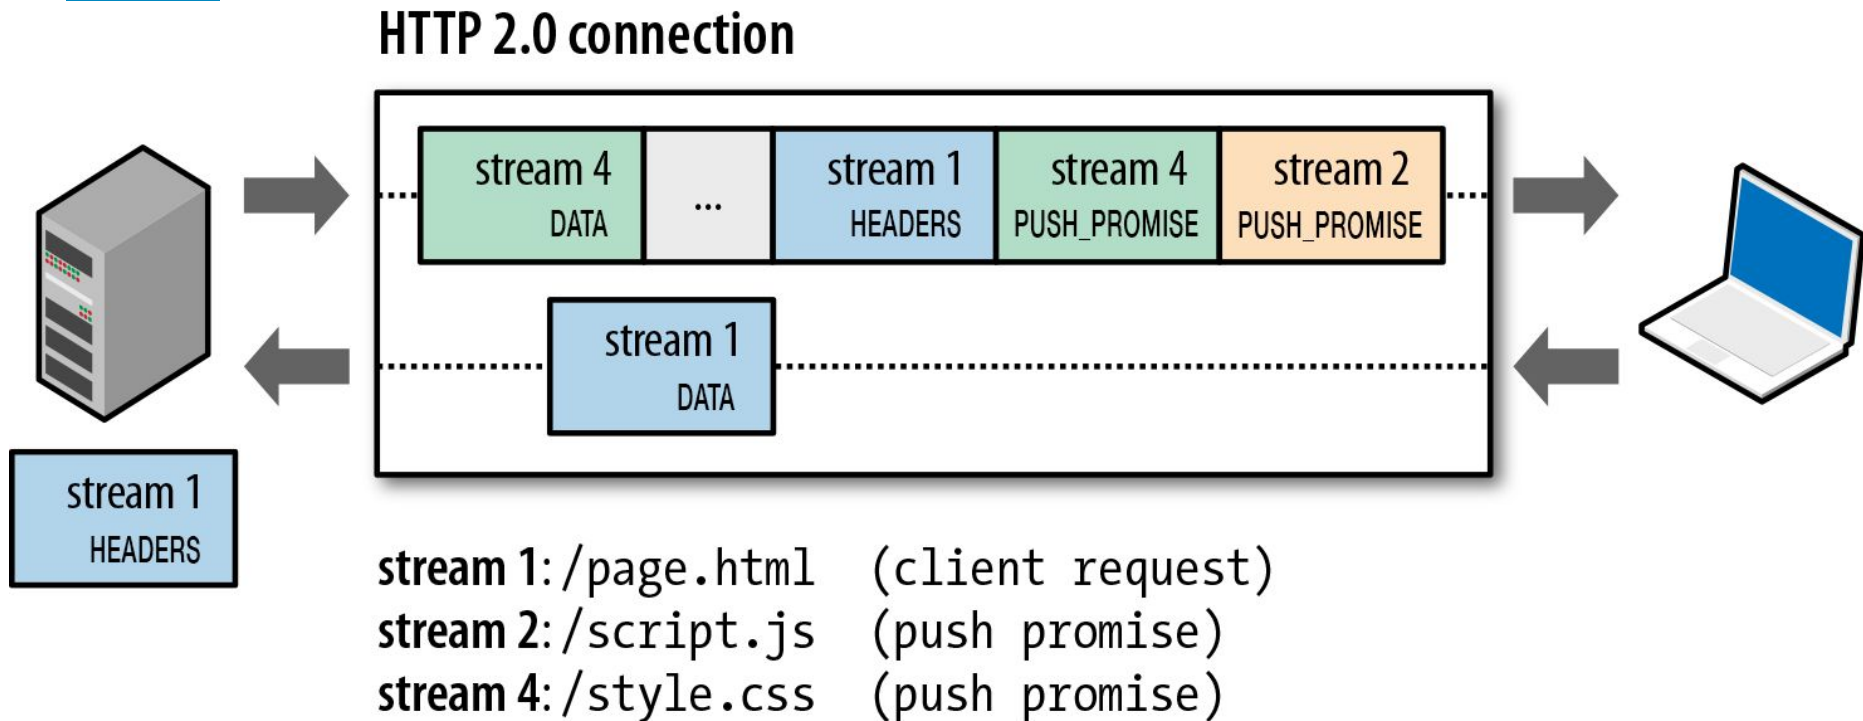 HTTP 2.0 connection
stream 4
DATA
...
stream 1
HEADERS
stream 4
PUSH_PROMISE
stream 2
PUSH_PROMISE
stream 1
DATA
stream 1
HEADERS
stream 1: /page.html (client request)
stream 2: /script.js (push promise)
stream 4: /style.css (push promise)